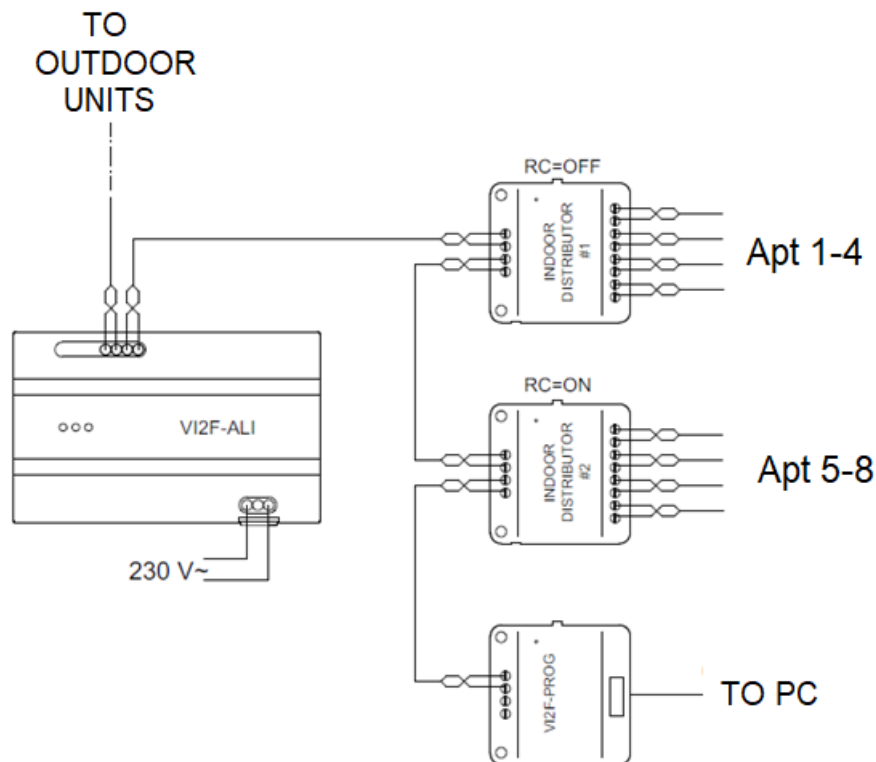 TO
OUTDOOR
UNITS
RC=OFF
INDOOR
DISTRIBUTOR
#1
Apt 1-4
VI2F-ALI
230 V~
RC=ON
INDOOR
DISTRIBUTOR
#2
Apt 5-8
VI2F-PROG
TO PC